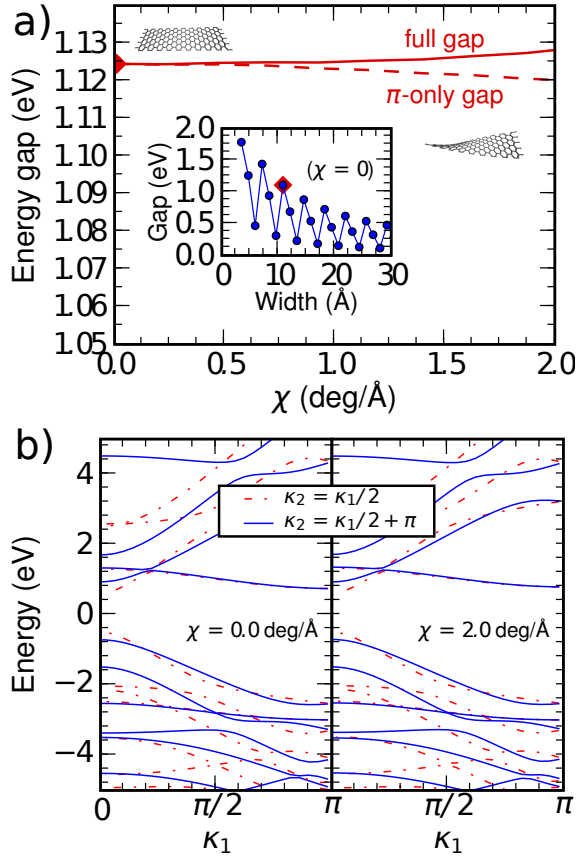 a)
1.13
1.12
1.11
1.10
1.09
1.08
1.07
1.06
1.05
Energy gap (eV)
full gap
π-only gap
2.0
1.5
1.0
0.5
0.0
Gap (eV)
(χ = 0)
0 10 20 30
Width (Å)
0.0 0.5 1.0 1.5 2.0
χ (deg/Å)
b)
4
2
0
−2
−4
Energy (eV)
κ₂ = κ₁/2
κ₂ = κ₁/2 + π
χ = 0.0 deg/Å
χ = 2.0 deg/Å
0 π/2 π π/2 π
κ₁ κ₁